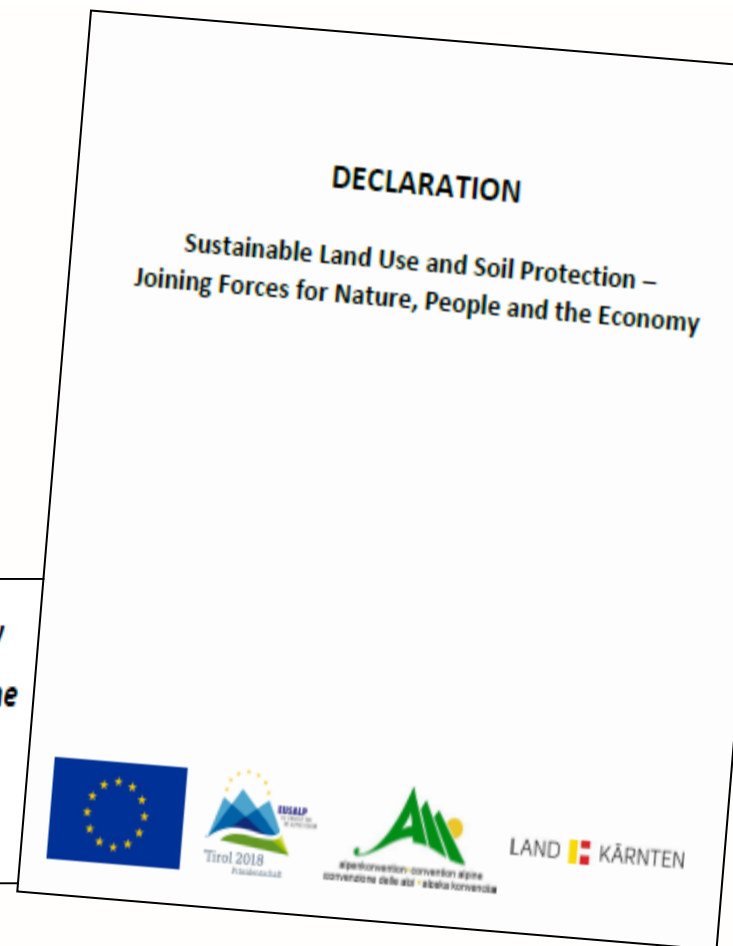 DECLARATION
Sustainable Land Use and Soil Protection –
Joining Forces for Nature, People and the Economy
EUSALP
Tirol 2018
Präsidentschaft
alpenkonvention·convention alpine
convenzione delle alpi·alpska konvencija
LAND KÄRNTEN